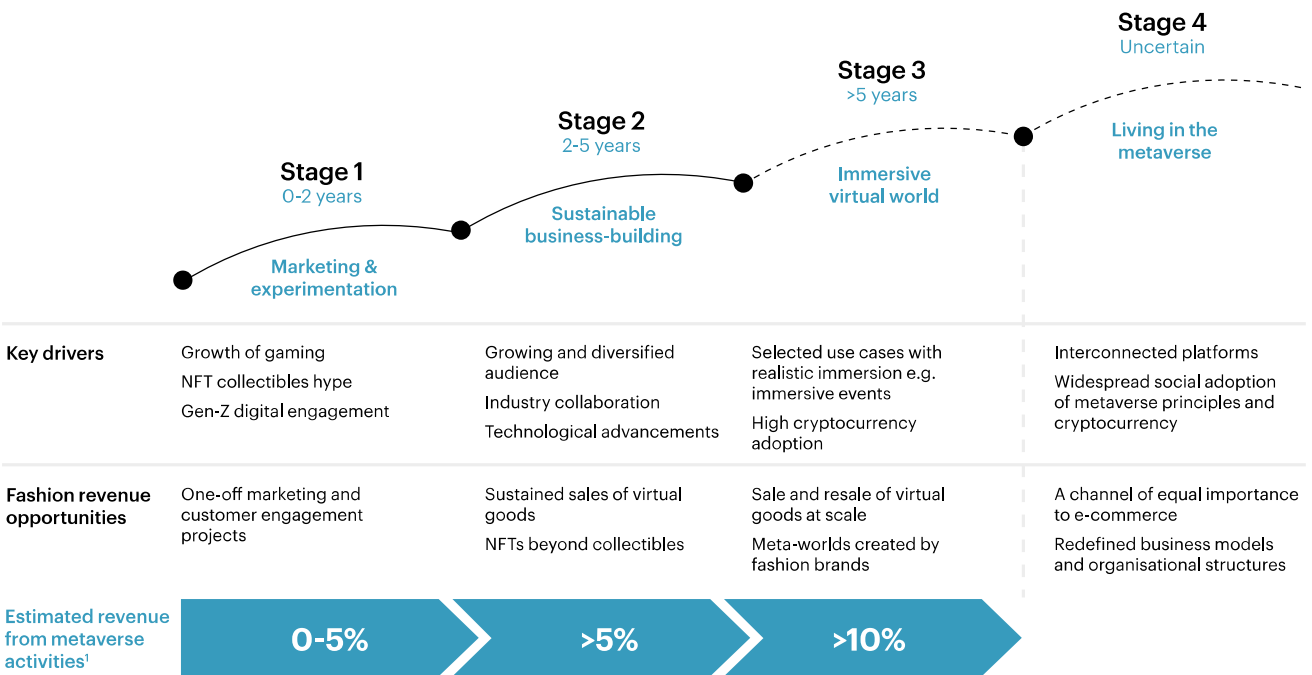 Stage 1
0-2 years
Marketing &
experimentation
Stage 2
2-5 years
Sustainable
business-building
Stage 3
>5 years
Immersive
virtual world
Stage 4
Uncertain
Living in the
metaverse
Key drivers
Growth of gaming
NFT collectibles hype
Gen-Z digital engagement
Growing and diversified
audience
Industry collaboration
Technological advancements
Selected use cases with
realistic immersion e.g.
immersive events
High cryptocurrency
adoption
Interconnected platforms
Widespread social adoption
of metaverse principles and
cryptocurrency
Fashion revenue
opportunities
One-off marketing and
customer engagement
projects
Sustained sales of virtual
goods
NFTs beyond collectibles
Sale and resale of virtual
goods at scale
Meta-worlds created by
fashion brands
A channel of equal importance
to e-commerce
Redefined business models
and organisational structures
Estimated revenue
from metaverse
activities¹
0-5%
>5%
>10%